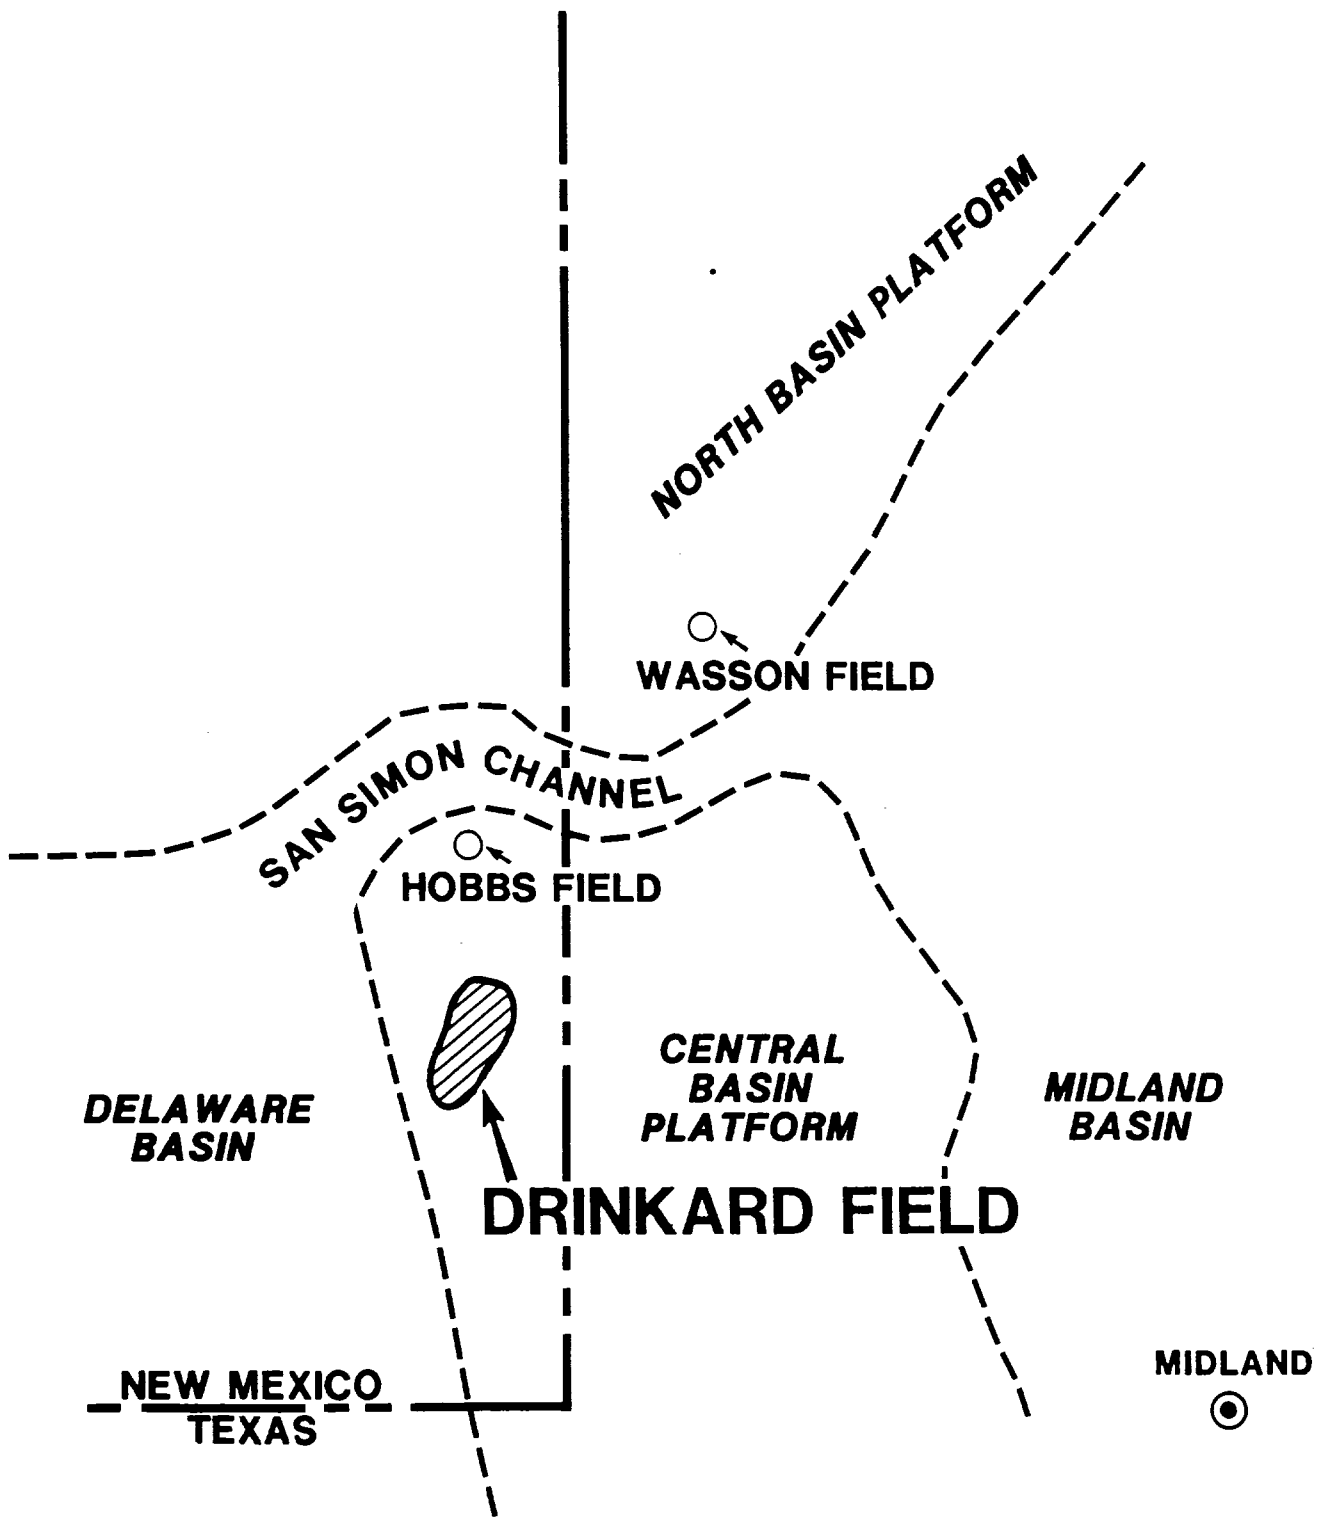 NORTH BASIN PLATFORM
WASSON FIELD
SAN SIMON CHANNEL
HOBBS FIELD
CENTRAL
BASIN
PLATFORM
MIDLAND
BASIN
DELAWARE
BASIN
DRINKARD FIELD
MIDLAND
NEW MEXICO
TEXAS